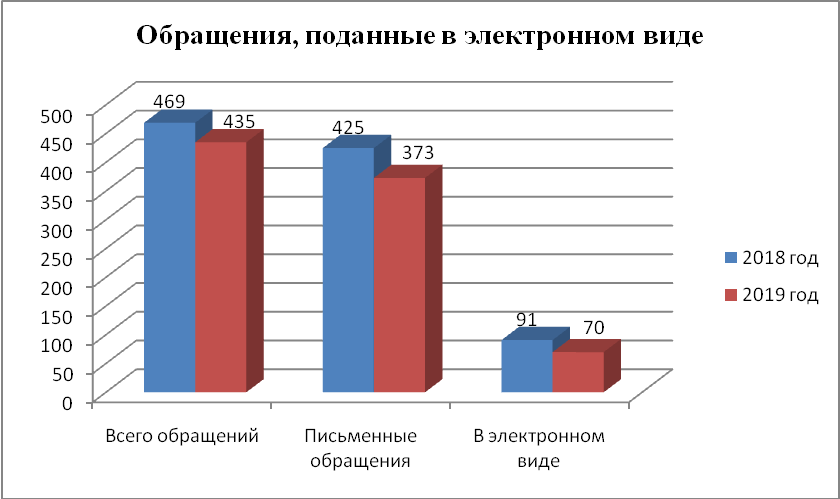 Обращения, поданные в электронном виде
469
435
425
373
91
70
500
450
400
350
300
250
200
150
100
50
0
2018 год
2019 год
Всего обращений
Письменные
обращения
В электронном
виде